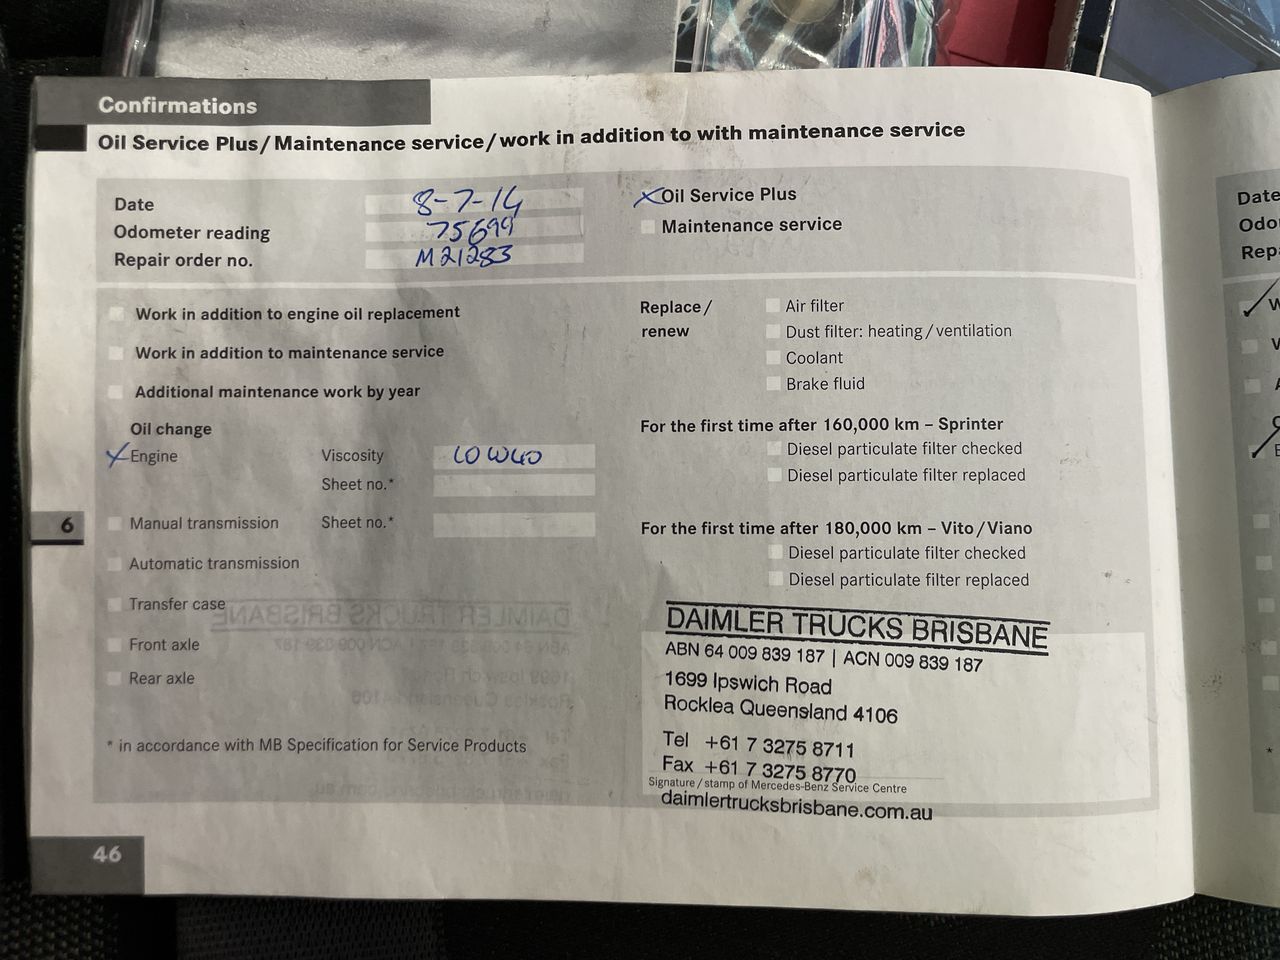 Confirmations
Oil Service Plus/Maintenance service/work in addition to with maintenance service
Date 8-7-14
Odometer reading 75699
Repair order no. M21283
Oil Service Plus
Maintenance service
Work in addition to engine oil replacement
Work in addition to maintenance service
Additional maintenance work by year
Oil change
Engine Viscosity 10W40
Sheet no.*
Manual transmission Sheet no.*
Automatic transmission
Transfer case
Front axle
Rear axle
* in accordance with MB Specification for Service Products
Replace/
renew
Air filter
Dust filter: heating/ventilation
Coolant
Brake fluid
For the first time after 160,000 km – Sprinter
Diesel particulate filter checked
Diesel particulate filter replaced
For the first time after 180,000 km – Vito/Viano
Diesel particulate filter checked
Diesel particulate filter replaced
DAIMLER TRUCKS BRISBANE
ABN 64 009 839 187 | ACN 009 839 187
1699 Ipswich Road
Rocklea Queensland 4106
Tel +61 7 3275 8711
Fax +61 7 3275 8770
Signature/stamp of Mercedes-Benz Service Centre
daimlertrucksbrisbane.com.au
6
46
Date